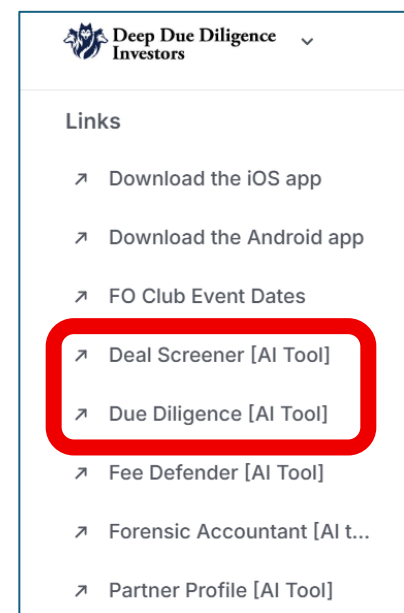 Deep Due Diligence
Investors
Links
Download the iOS app
Download the Android app
FO Club Event Dates
Deal Screener [AI Tool]
Due Diligence [AI Tool]
Fee Defender [AI Tool]
Forensic Accountant [AI t...
Partner Profile [AI Tool]